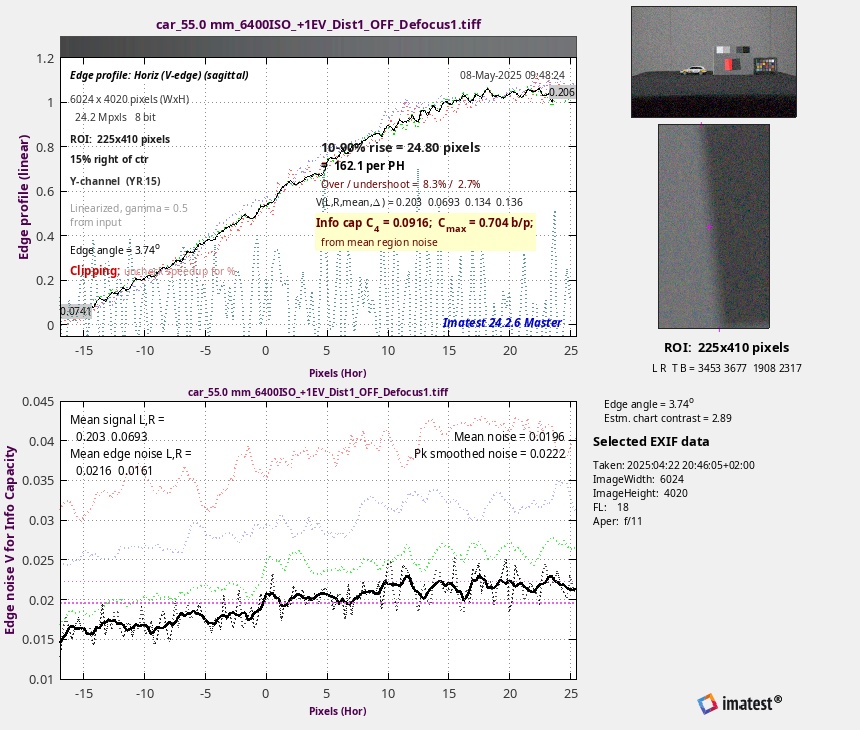 car_55.0 mm_6400ISO_+1EV_Dist1_OFF_Defocus1.tiff
Edge profile: Horiz (V-edge) (sagittal)
08-May-2025 09:48:24
6024 x 4020 pixels (WxH)
24.2 Mpxls 8 bit
ROI: 225x410 pixels
15% right of ctr
Y-channel (YR15)
Linearized, gamma = 0.5
from input
Edge angle = 3.74º
Clipping: uncheck speedup for %
10-90% rise = 24.80 pixels
= 162.1 per PH
Over / undershoot = 8.3% / 2.7%
V(L,R,mean,△) = 0.203 0.0693 0.134 0.136
Info cap C4 = 0.0916; Cmax = 0.704 b/p;
from mean region noise
Imatest 24.2.6 Master
0.206
0.0741
Edge profile (linear)
1.2
1
0.8
0.6
0.4
0.2
0
-15 -10 -5 0 5 10 15 20 25
Pixels (Hor)
car_55.0 mm_6400ISO_+1EV_Dist1_OFF_Defocus1.tiff
Mean signal L,R =
0.203 0.0693
Mean edge noise L,R =
0.0216 0.0161
Mean noise = 0.0196
Pk smoothed noise = 0.0222
Edge noise V for Info Capacity
0.045
0.04
0.035
0.03
0.025
0.02
0.015
0.01
-15 -10 -5 0 5 10 15 20 25
Pixels (Hor)
ROI: 225x410 pixels
L R T B = 3453 3677 1908 2317
Edge angle = 3.74º
Estm. chart contrast = 2.89
Selected EXIF data
Taken: 2025:04:22 20:46:05+02:00
ImageWidth: 6024
ImageHeight: 4020
FL: 18
Aper: f/11
imatest®